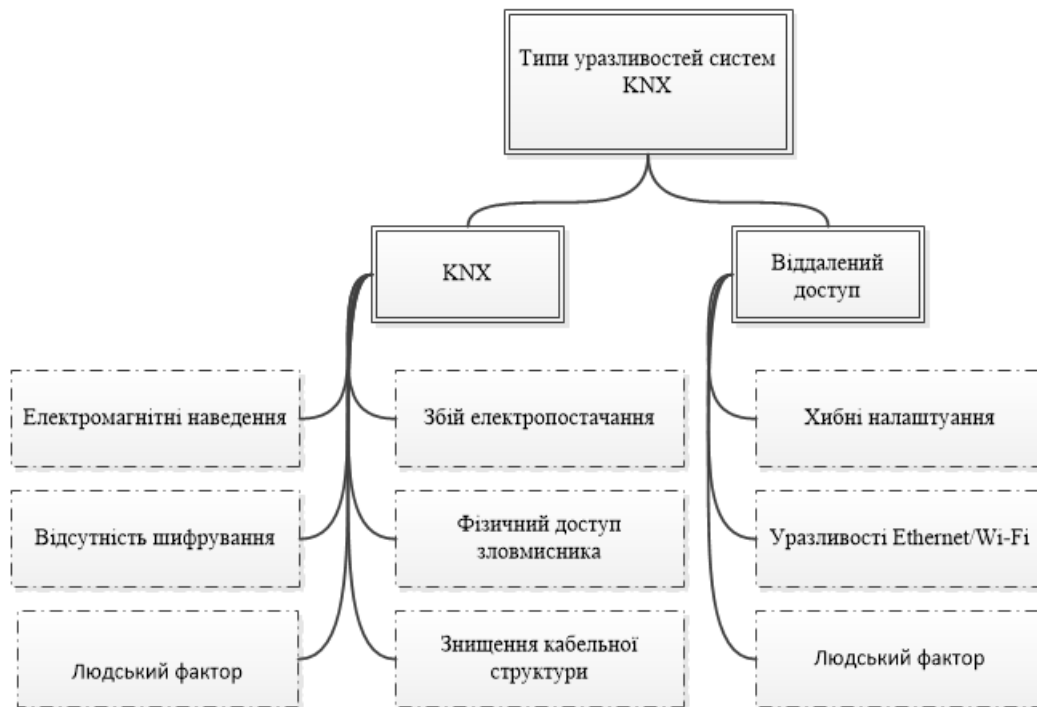 Типи уразливостей систем
KNX
KNX
Віддалений
доступ
Електромагнітні наведення
Збій електропостачання
Хибні налаштуання
Відсутність шифрування
Фізичний доступ
зловмисника
Уразливості Ethernet/Wi-Fi
Людський фактор
Знищення кабельної
структури
Людський фактор